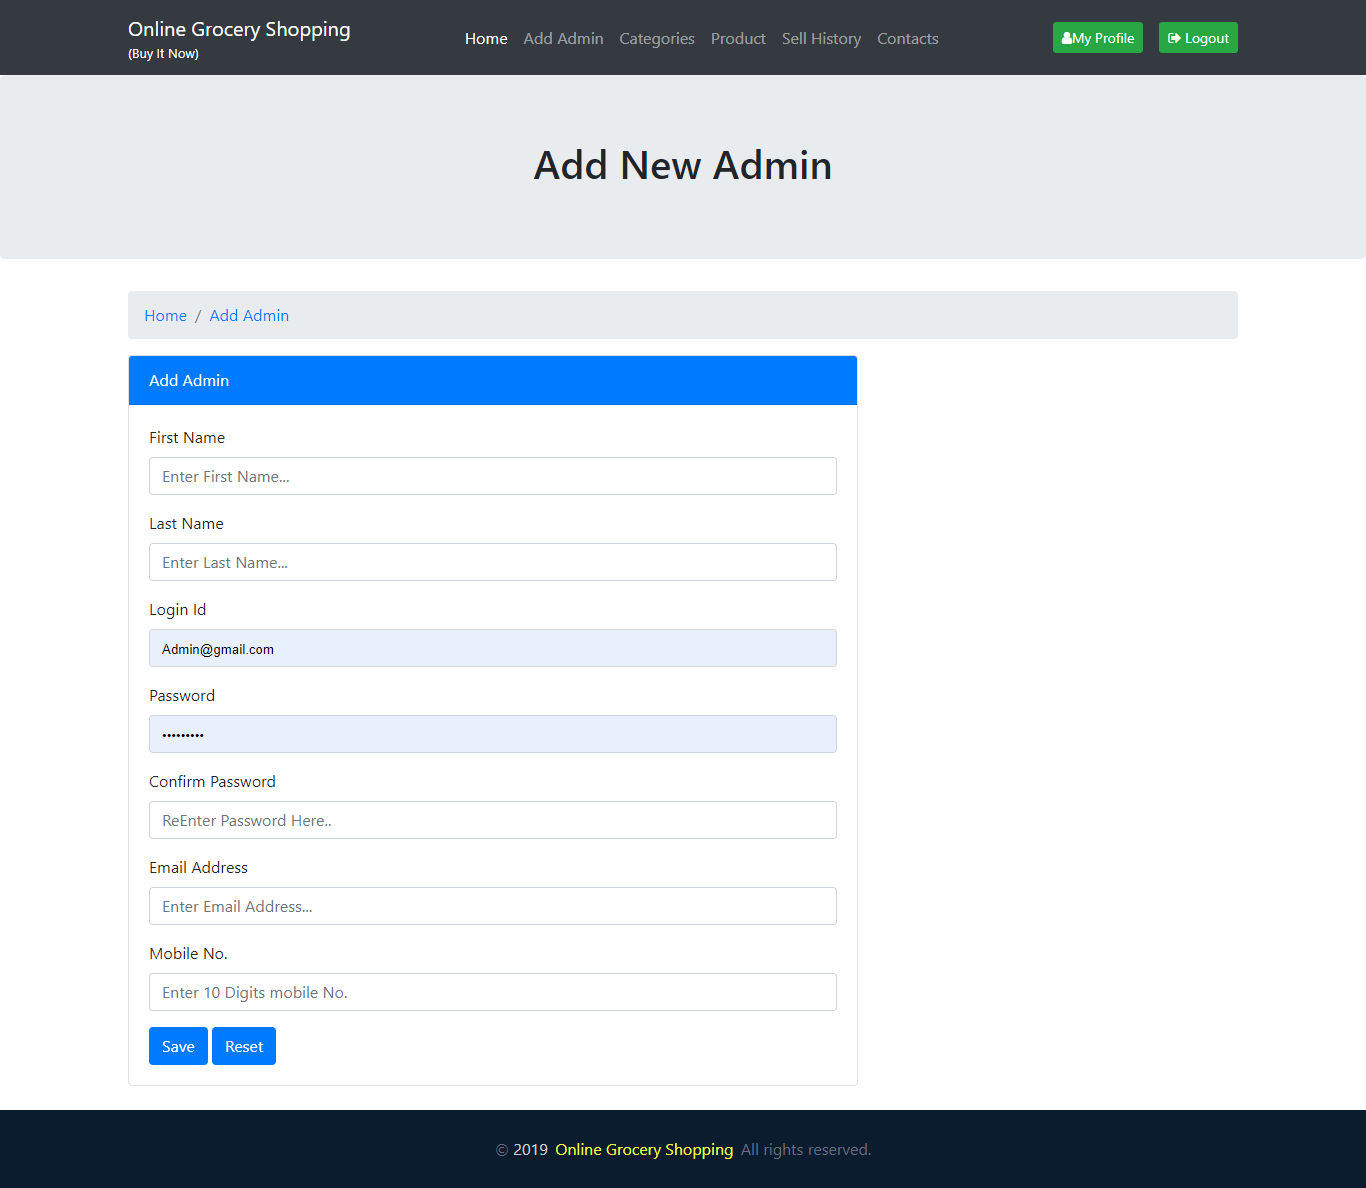 Online Grocery Shopping
(Buy It Now)
Home Add Admin Categories Product Sell History Contacts
My Profile Logout
Add New Admin
Home / Add Admin
Add Admin
First Name
Enter First Name...
Last Name
Enter Last Name...
Login Id
Admin@gmail.com
Password
•••••••••
Confirm Password
ReEnter Password Here..
Email Address
Enter Email Address...
Mobile No.
Enter 10 Digits mobile No.
Save Reset
© 2019 Online Grocery Shopping All rights reserved.